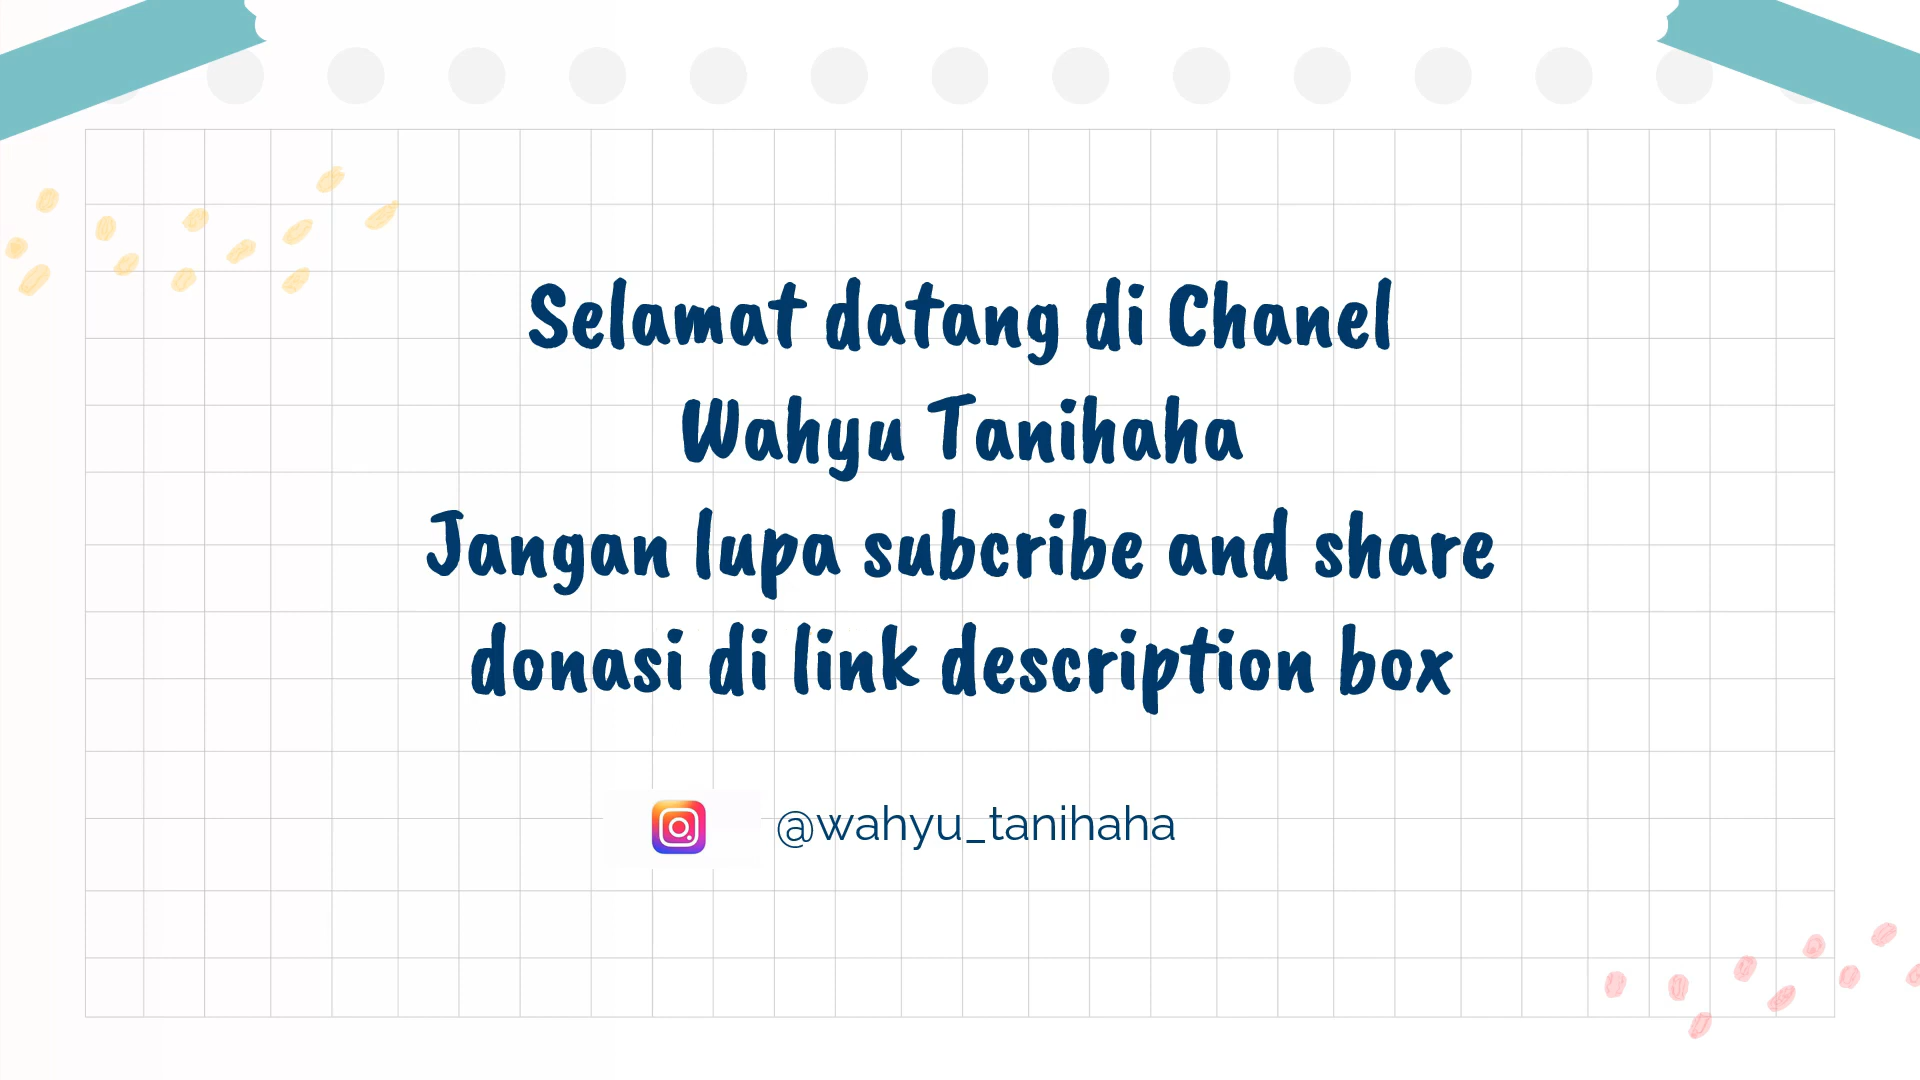 Selamat datang di Chanel
Wahyu Tanihaha
Jangan lupa subcribe and share
donasi di link description box
@wahyu_tanihaha